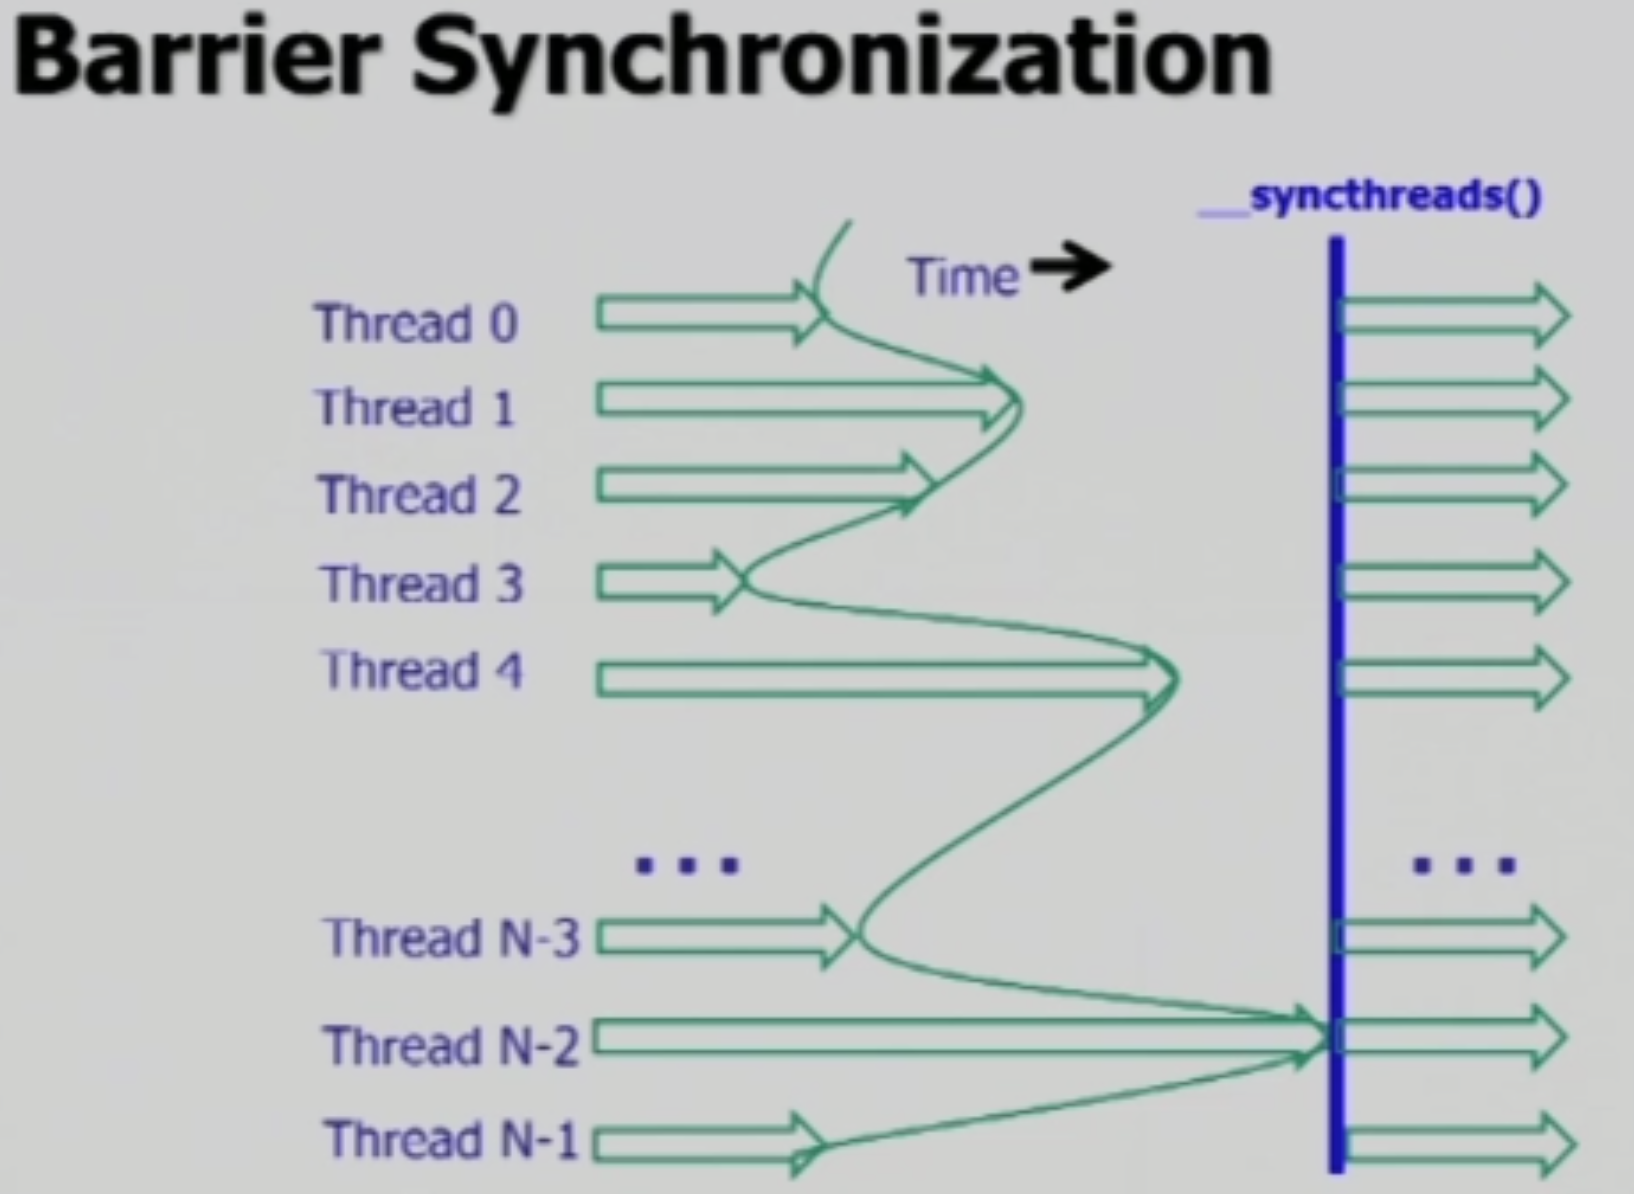 Barrier Synchronization
__syncthreads()
Time
Thread 0
Thread 1
Thread 2
Thread 3
Thread 4
... ...
Thread N-3
Thread N-2
Thread N-1